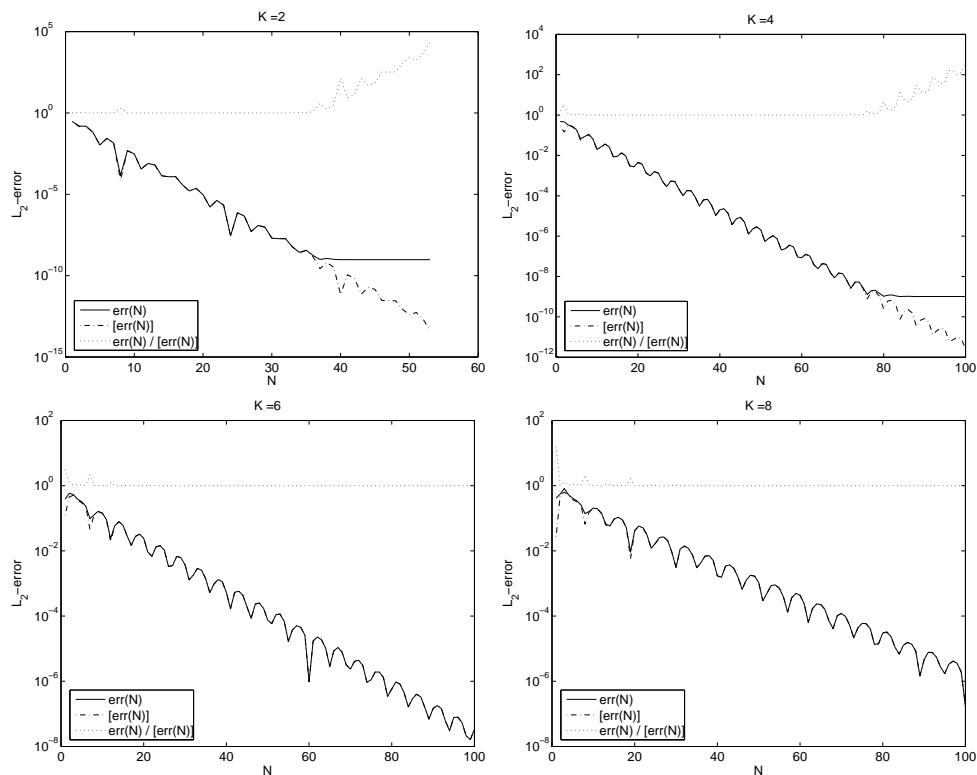 K =2
10^5
10^0
10^−5
10^−10
10^−15
L_2−error
0 10 20 30 40 50 60
N
err(N)
[err(N)]
err(N) / [err(N)]
K =4
10^4
10^2
10^0
10^−2
10^−4
10^−6
10^−8
10^−10
10^−12
L_2−error
0 20 40 60 80 100
N
err(N)
[err(N)]
err(N) / [err(N)]
K =6
10^2
10^0
10^−2
10^−4
10^−6
10^−8
L_2−error
0 20 40 60 80 100
N
err(N)
[err(N)]
err(N) / [err(N)]
K =8
10^2
10^0
10^−2
10^−4
10^−6
10^−8
L_2−error
0 20 40 60 80 100
N
err(N)
[err(N)]
err(N) / [err(N)]